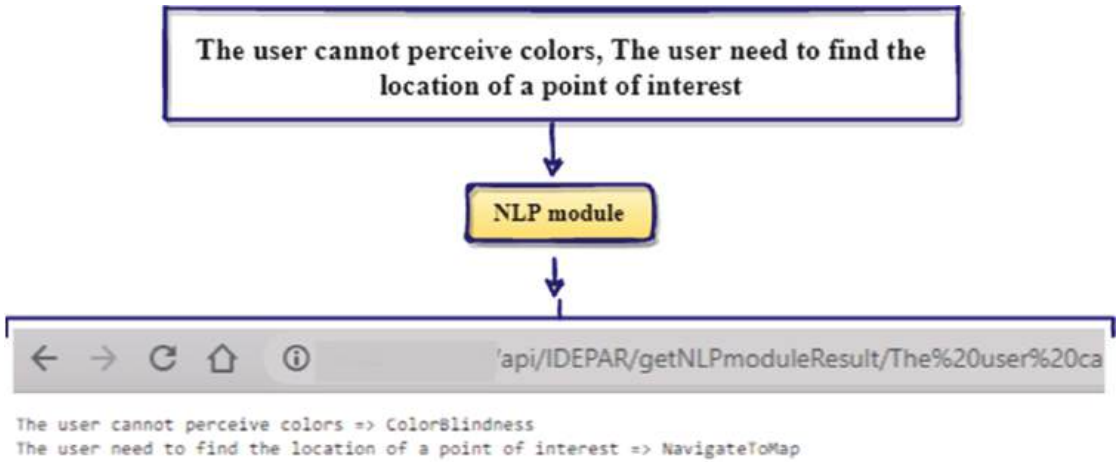 The user cannot perceive colors, The user need to find the
location of a point of interest
NLP module
/api/IDEPAR/getNLPmoduleResult/The%20user%20ca
The user cannot perceive colors => ColorBlindness
The user need to find the location of a point of interest => NavigateToMap